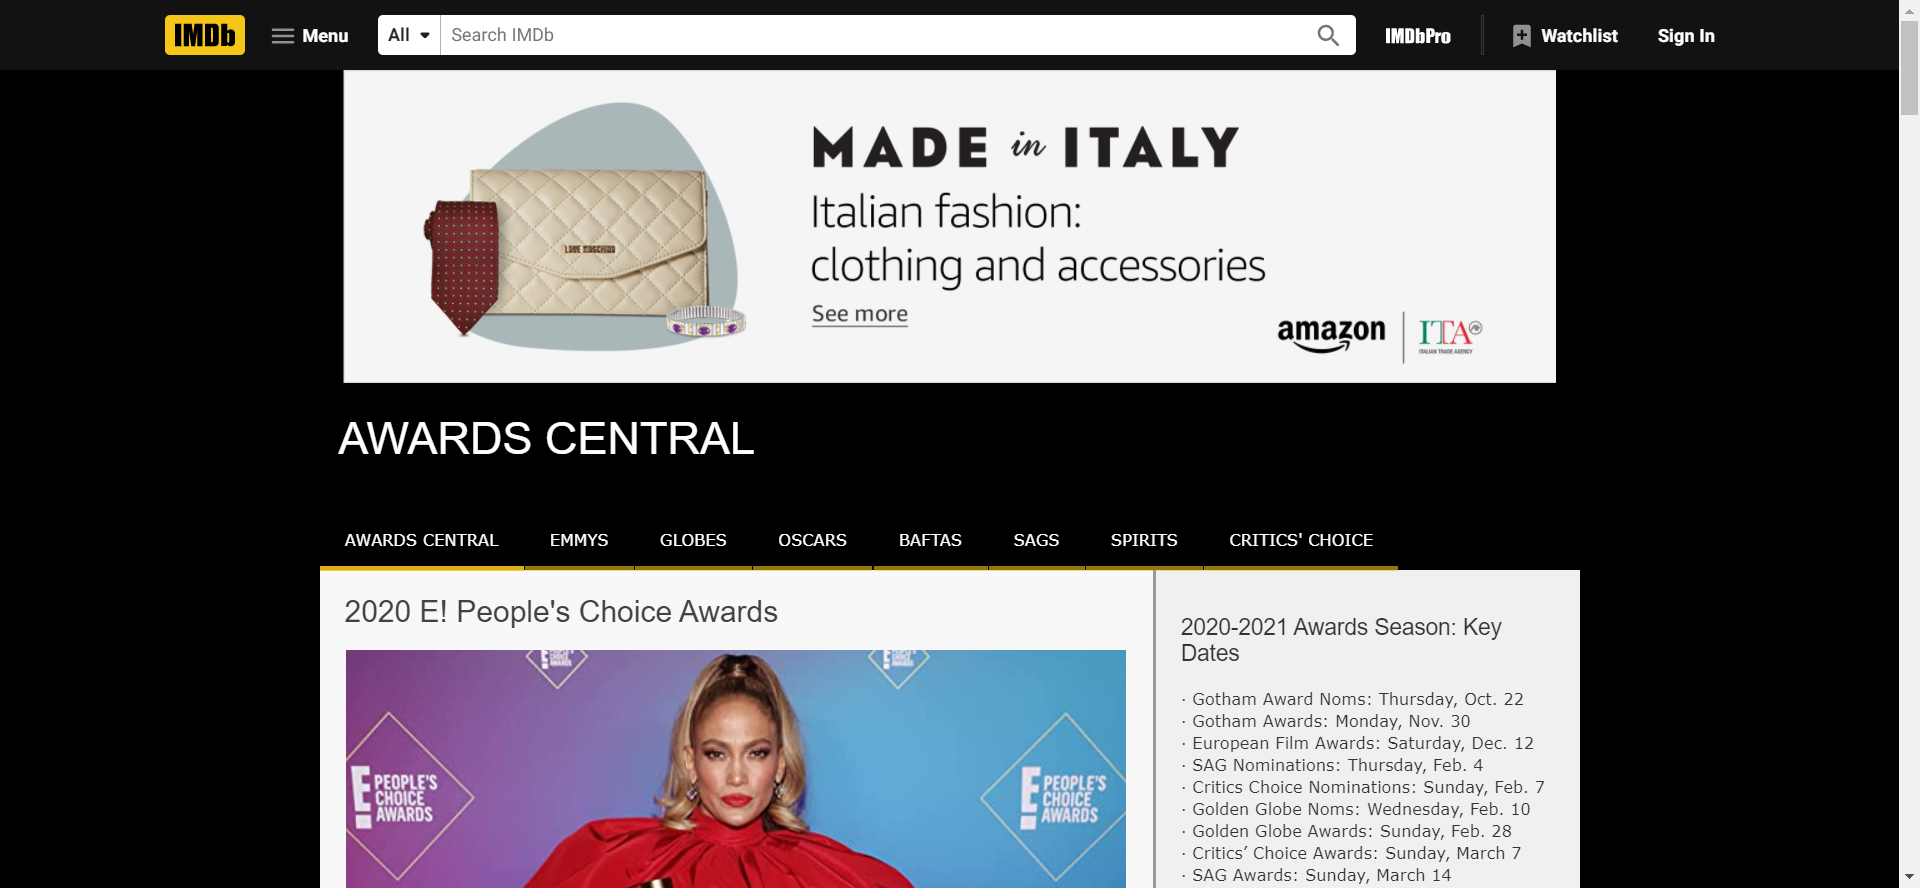 IMDb
Menu
All
Search IMDb
IMDbPro
Watchlist
Sign In
MADE in ITALY
Italian fashion:
clothing and accessories
See more
LOVE MOSCHINO
amazon
ITA
ITALIAN TRADE AGENCY
AWARDS CENTRAL
AWARDS CENTRAL
EMMYS
GLOBES
OSCARS
BAFTAS
SAGS
SPIRITS
CRITICS' CHOICE
2020 E! People's Choice Awards
E! PEOPLE'S
CHOICE
AWARDS
E! PEOPLE'S
CHOICE
AWARDS
2020-2021 Awards Season: Key
Dates
· Gotham Award Noms: Thursday, Oct. 22
· Gotham Awards: Monday, Nov. 30
· European Film Awards: Saturday, Dec. 12
· SAG Nominations: Thursday, Feb. 4
· Critics Choice Nominations: Sunday, Feb. 7
· Golden Globe Noms: Wednesday, Feb. 10
· Golden Globe Awards: Sunday, Feb. 28
· Critics’ Choice Awards: Sunday, March 7
· SAG Awards: Sunday, March 14